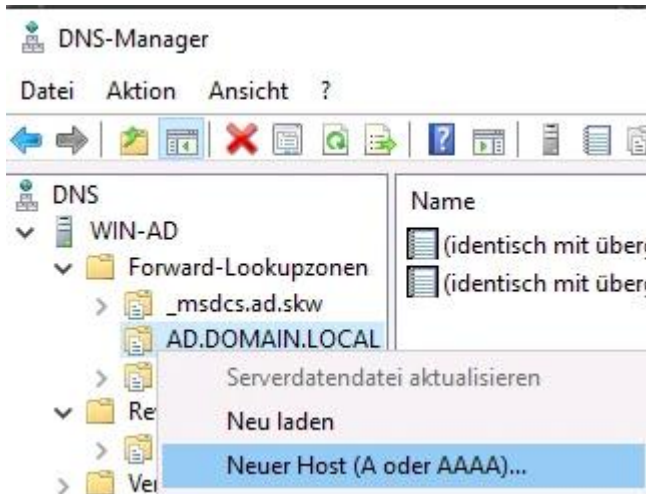 DNS-Manager
Datei Aktion Ansicht ?
DNS
WIN-AD
Forward-Lookupzonen
_msdcs.ad.skw
AD.DOMAIN.LOCAL
Re
Ver
Name
(identisch mit überg
(identisch mit überg
Serverdatendatei aktualisieren
Neu laden
Neuer Host (A oder AAAA)...